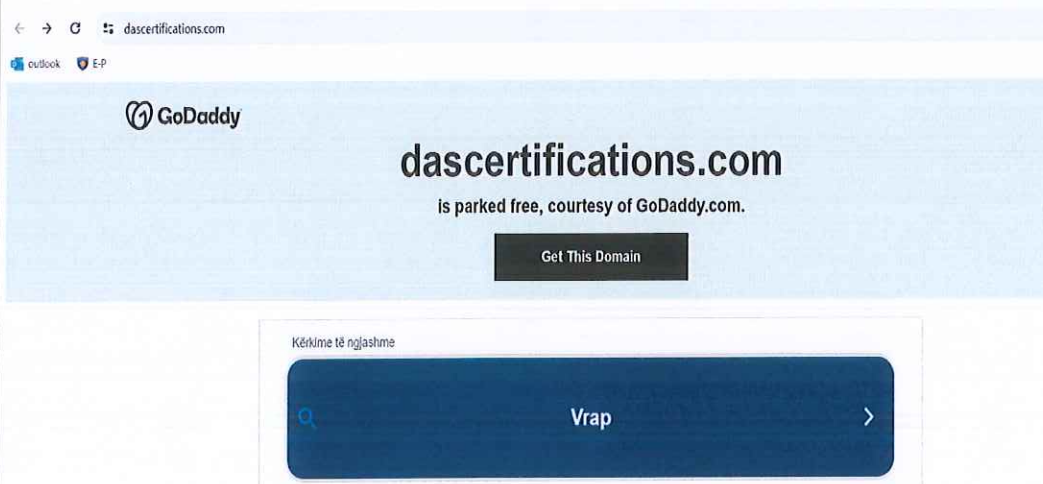 dascertifications.com
outlook E-P
GoDaddy
dascertifications.com
is parked free, courtesy of GoDaddy.com.
Get This Domain
Kërkime të ngjashme
Vrap